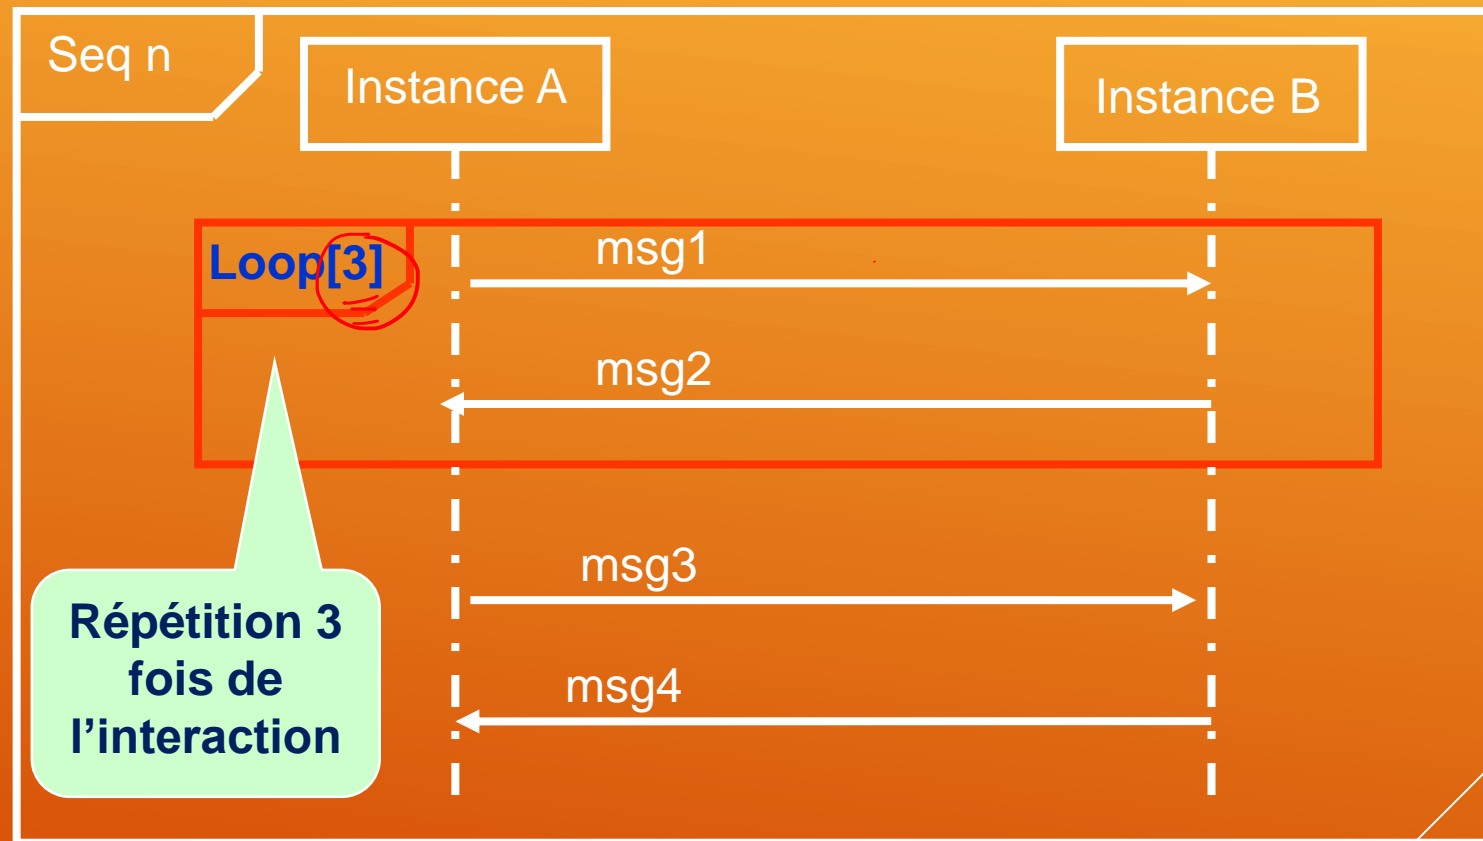 Seq n
Instance A
Instance B
Loop[3]
msg1
msg2
msg3
msg4
Répétition 3
fois de
l’interaction